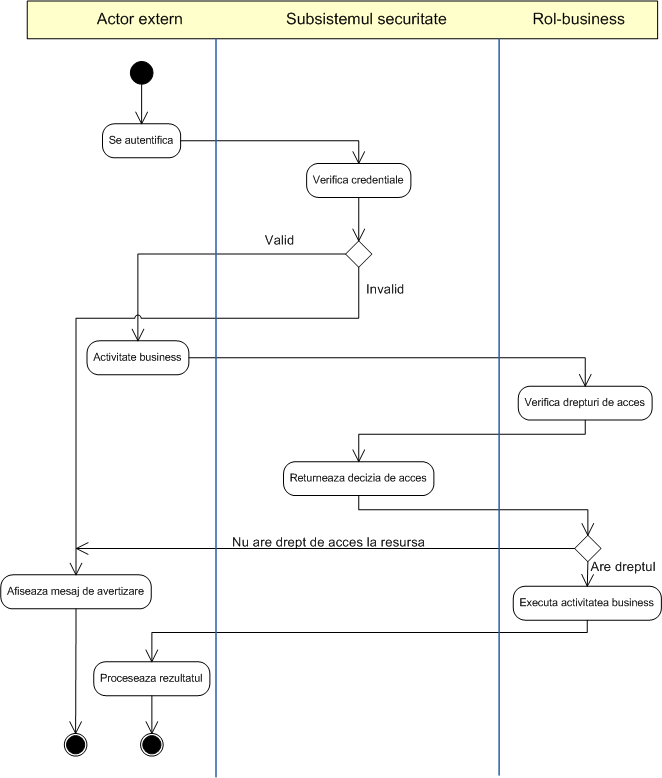 Actor extern
Subsistemul securitate
Rol-business
Se autentifica
Verifica credentiale
Valid
Invalid
Activitate business
Verifica drepturi de acces
Returneaza decizia de acces
Nu are drept de acces la resursa
Are dreptul
Afiseaza mesaj de avertizare
Executa activitatea business
Proceseaza rezultatul